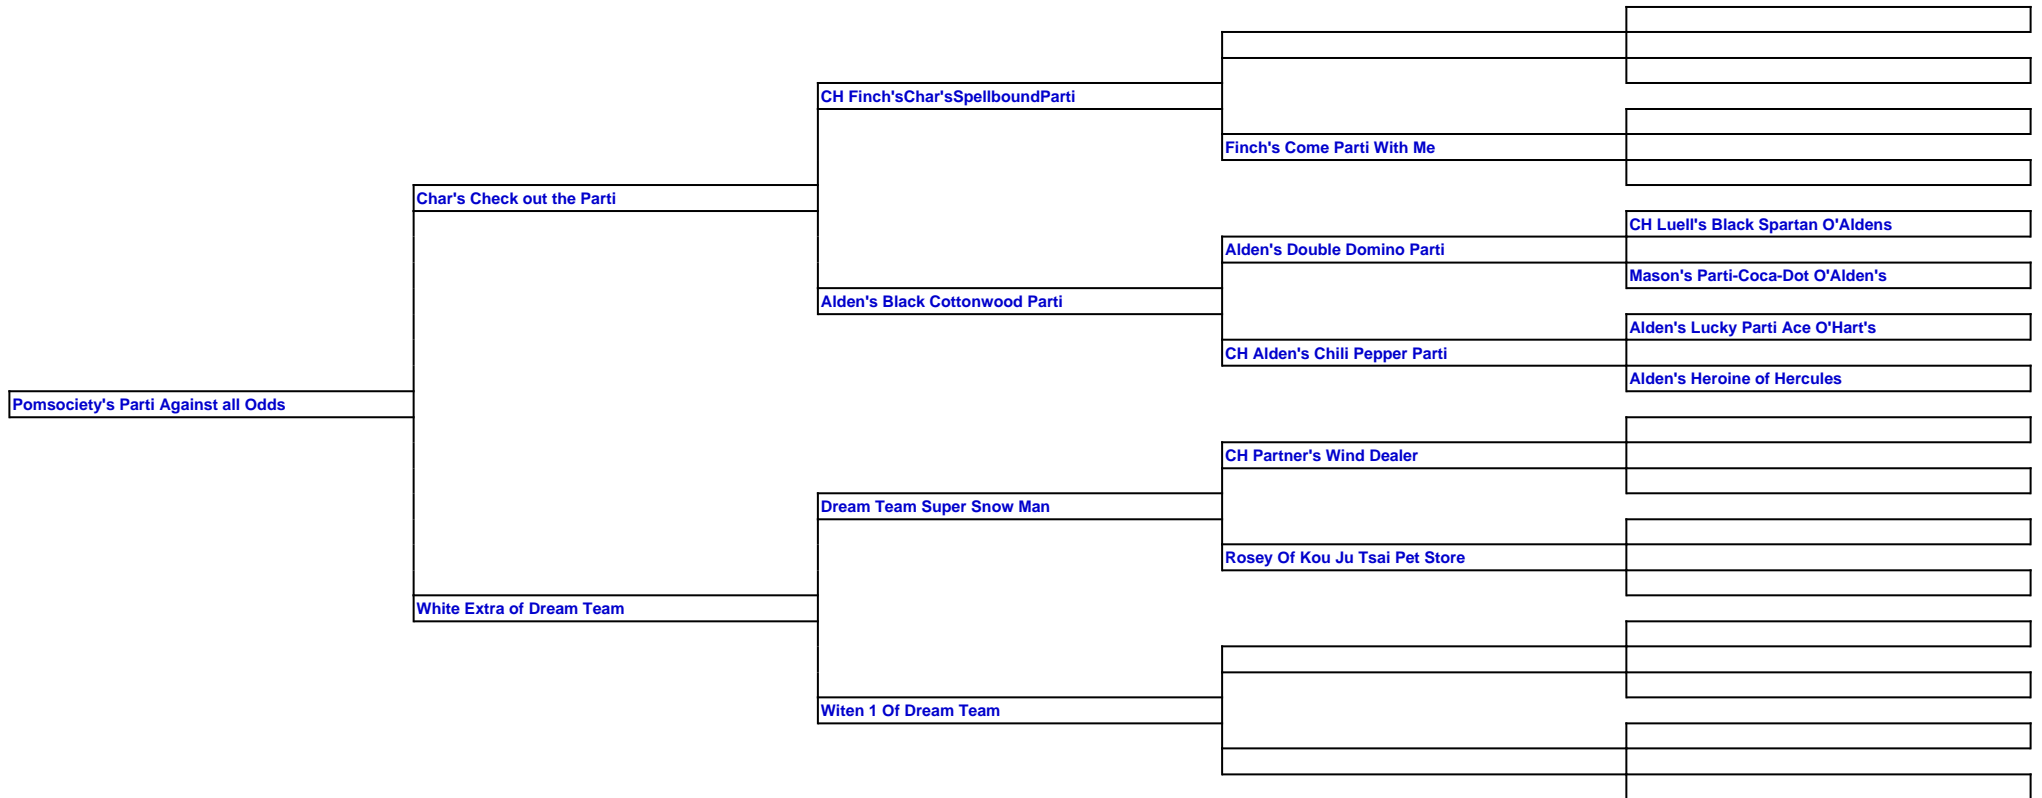 CH Finch'sChar'sSpellboundParti
Finch's Come Parti With Me
Char's Check out the Parti
CH Luell's Black Spartan O'Aldens
Alden's Double Domino Parti
Mason's Parti-Coca-Dot O'Alden's
Alden's Black Cottonwood Parti
Alden's Lucky Parti Ace O'Hart's
CH Alden's Chili Pepper Parti
Alden's Heroine of Hercules
Pomsociety's Parti Against all Odds
CH Partner's Wind Dealer
Dream Team Super Snow Man
Rosey Of Kou Ju Tsai Pet Store
White Extra of Dream Team
Witen 1 Of Dream Team